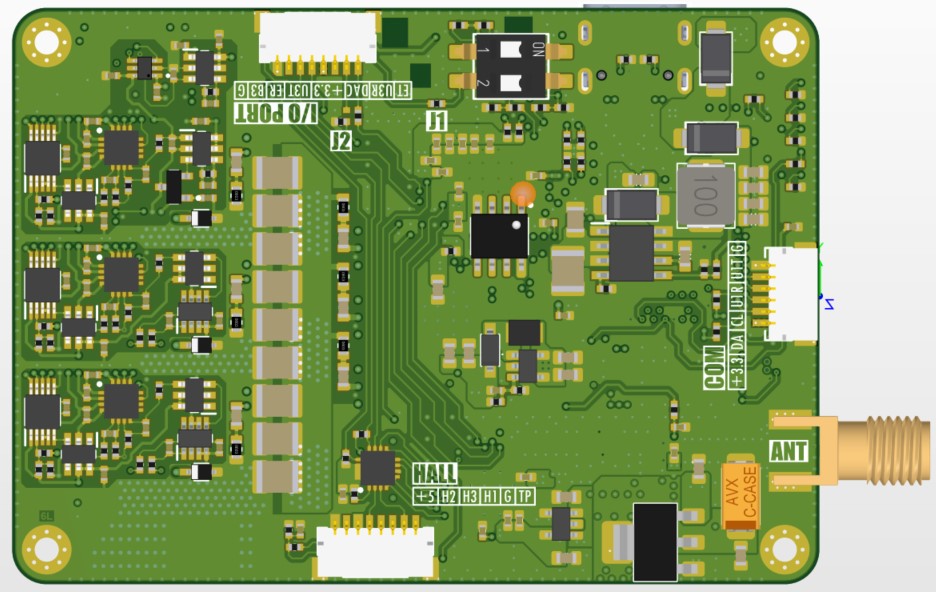 ON
1
2
ET U3R DAC +3.3 U3T ER B3 G
I/O PORT
J1
J2
100
Z
COM
+3.3 DA CL U1R U1T G
ANT
HALL
+5 H2 H3 H1 G TP
AVX
C-CASE